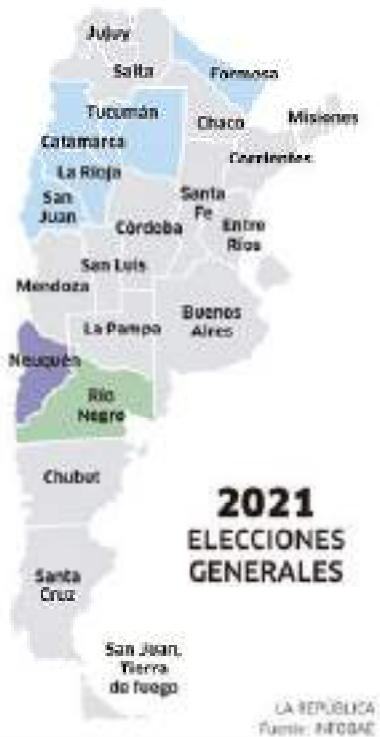 Jujuy
Salta
Formosa
Tucumán
Chaco
Misiones
Catamarca
Corrientes
La Rioja
San
Juan
Santa
Fe
Córdoba
Entre
Ríos
San Luis
Mendoza
Buenos
Aires
La Pampa
Neuquén
Río
Negro
Chubut
2021
ELECCIONES
GENERALES
Santa
Cruz
San Juan,
Tierra
de fuego
LA REPÚBLICA
Fuente: INFOBAE